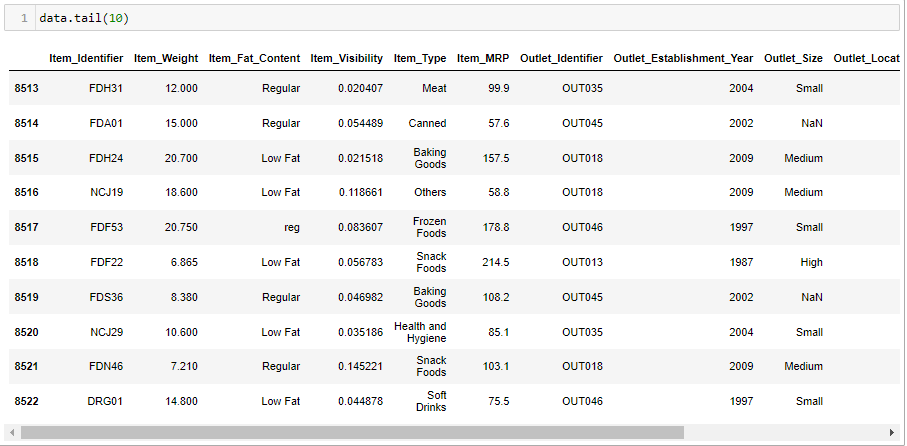 1 data.tail(10)
Item_Identifier Item_Weight Item_Fat_Content Item_Visibility Item_Type Item_MRP Outlet_Identifier Outlet_Establishment_Year Outlet_Size Outlet_Locat
8513 FDH31 12.000 Regular 0.020407 Meat 99.9 OUT035 2004 Small
8514 FDA01 15.000 Regular 0.054489 Canned 57.6 OUT045 2002 NaN
8515 FDH24 20.700 Low Fat 0.021518 Baking Goods 157.5 OUT018 2009 Medium
8516 NCJ19 18.600 Low Fat 0.118661 Others 58.8 OUT018 2009 Medium
8517 FDF53 20.750 reg 0.083607 Frozen Foods 178.8 OUT046 1997 Small
8518 FDF22 6.865 Low Fat 0.056783 Snack Foods 214.5 OUT013 1987 High
8519 FDS36 8.380 Regular 0.046982 Baking Goods 108.2 OUT045 2002 NaN
8520 NCJ29 10.600 Low Fat 0.035186 Health and Hygiene 85.1 OUT035 2004 Small
8521 FDN46 7.210 Regular 0.145221 Snack Foods 103.1 OUT018 2009 Medium
8522 DRG01 14.800 Low Fat 0.044878 Soft Drinks 75.5 OUT046 1997 Small